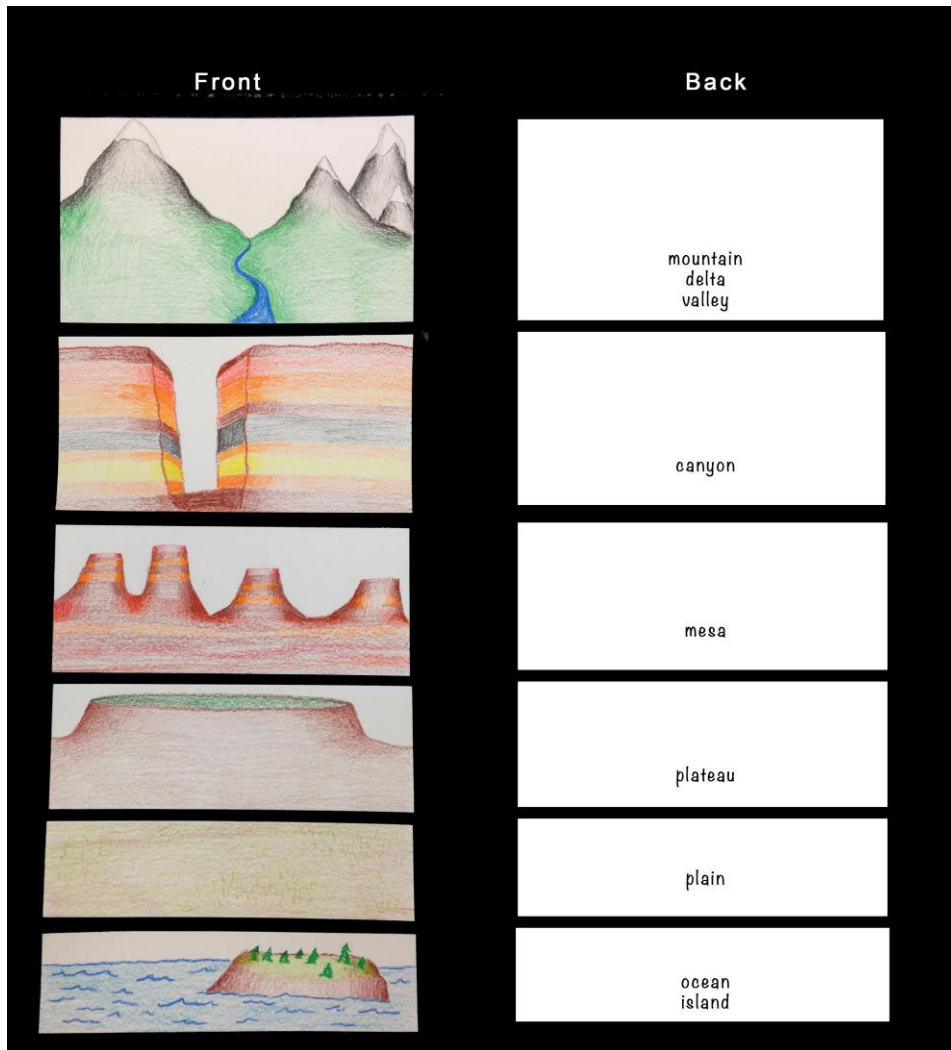 Front
Back
mountain
delta
valley
canyon
mesa
plateau
plain
ocean
island